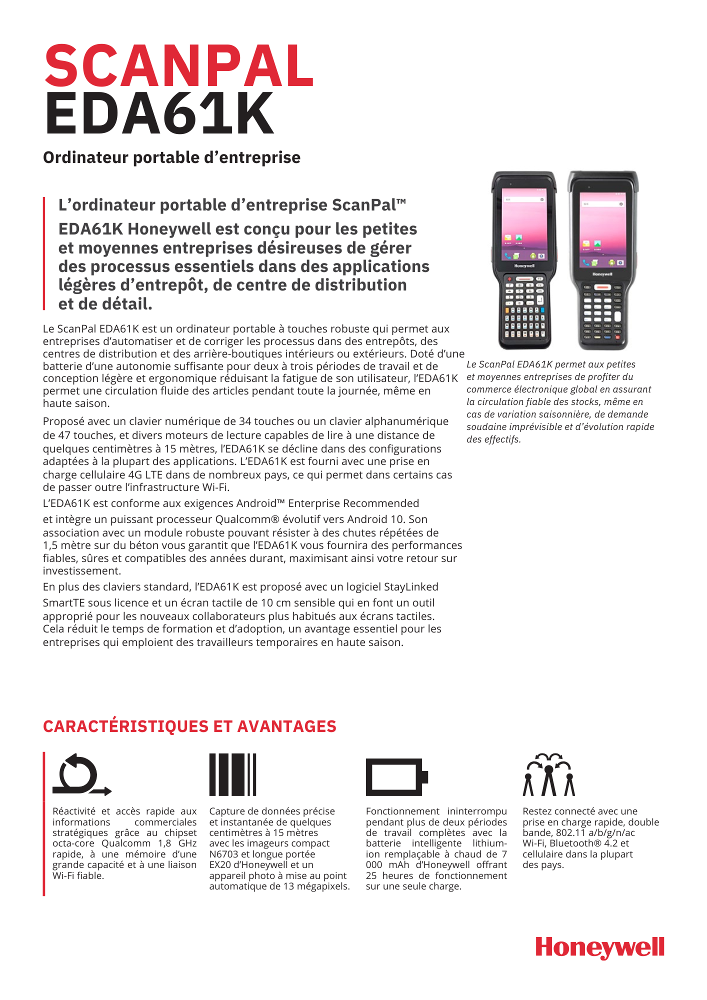 SCANPAL
EDA61K
Ordinateur portable d’entreprise
L’ordinateur portable d’entreprise ScanPal™
EDA61K Honeywell est conçu pour les petites
et moyennes entreprises désireuses de gérer
des processus essentiels dans des applications
légères d’entrepôt, de centre de distribution
et de détail.
Le ScanPal EDA61K est un ordinateur portable à touches robuste qui permet aux
entreprises d’automatiser et de corriger les processus dans des entrepôts, des
centres de distribution et des arrière-boutiques intérieurs ou extérieurs. Doté d’une
batterie d’une autonomie suffisante pour deux à trois périodes de travail et de
conception légère et ergonomique réduisant la fatigue de son utilisateur, l’EDA61K
permet une circulation fluide des articles pendant toute la journée, même en
haute saison.
Proposé avec un clavier numérique de 34 touches ou un clavier alphanumérique
de 47 touches, et divers moteurs de lecture capables de lire à une distance de
quelques centimètres à 15 mètres, l’EDA61K se décline dans des configurations
adaptées à la plupart des applications. L’EDA61K est fourni avec une prise en
charge cellulaire 4G LTE dans de nombreux pays, ce qui permet dans certains cas
de passer outre l’infrastructure Wi-Fi.
L’EDA61K est conforme aux exigences Android™ Enterprise Recommended
et intègre un puissant processeur Qualcomm® évolutif vers Android 10. Son
association avec un module robuste pouvant résister à des chutes répétées de
1,5 mètre sur du béton vous garantit que l’EDA61K vous fournira des performances
fiables, sûres et compatibles des années durant, maximisant ainsi votre retour sur
investissement.
En plus des claviers standard, l’EDA61K est proposé avec un logiciel StayLinked
SmartTE sous licence et un écran tactile de 10 cm sensible qui en font un outil
approprié pour les nouveaux collaborateurs plus habitués aux écrans tactiles.
Cela réduit le temps de formation et d’adoption, un avantage essentiel pour les
entreprises qui emploient des travailleurs temporaires en haute saison.
Honeywell
Honeywell
Le ScanPal EDA61K permet aux petites
et moyennes entreprises de profiter du
commerce électronique global en assurant
la circulation fiable des stocks, même en
cas de variation saisonnière, de demande
soudaine imprévisible et d’évolution rapide
des effectifs.
CARACTÉRISTIQUES ET AVANTAGES
Réactivité et accès rapide aux
informations commerciales
stratégiques grâce au chipset
octa-core Qualcomm 1,8 GHz
rapide, à une mémoire d’une
grande capacité et à une liaison
Wi-Fi fiable.
Capture de données précise
et instantanée de quelques
centimètres à 15 mètres
avec les imageurs compact
N6703 et longue portée
EX20 d’Honeywell et un
appareil photo à mise au point
automatique de 13 mégapixels.
Fonctionnement ininterrompu
pendant plus de deux périodes
de travail complètes avec la
batterie intelligente lithium-
ion remplaçable à chaud de 7
000 mAh d’Honeywell offrant
25 heures de fonctionnement
sur une seule charge.
Restez connecté avec une
prise en charge rapide, double
bande, 802.11 a/b/g/n/ac
Wi-Fi, Bluetooth® 4.2 et
cellulaire dans la plupart
des pays.
Honeywell